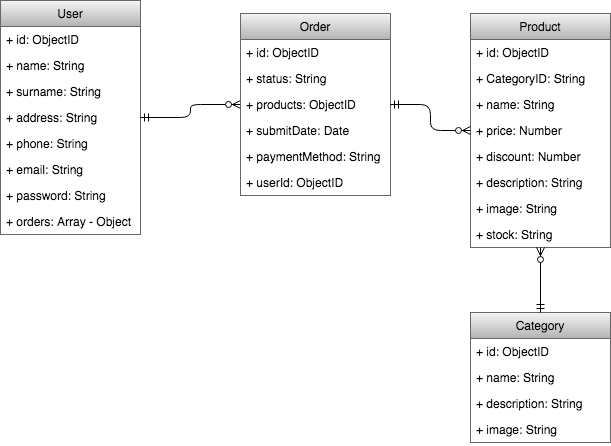 User
+ id: ObjectID
+ name: String
+ surname: String
+ address: String
+ phone: String
+ email: String
+ password: String
+ orders: Array - Object
Order
+ id: ObjectID
+ status: String
+ products: ObjectID
+ submitDate: Date
+ paymentMethod: String
+ userId: ObjectID
Product
+ id: ObjectID
+ CategoryID: String
+ name: String
+ price: Number
+ discount: Number
+ description: String
+ image: String
+ stock: String
Category
+ id: ObjectID
+ name: String
+ description: String
+ image: String